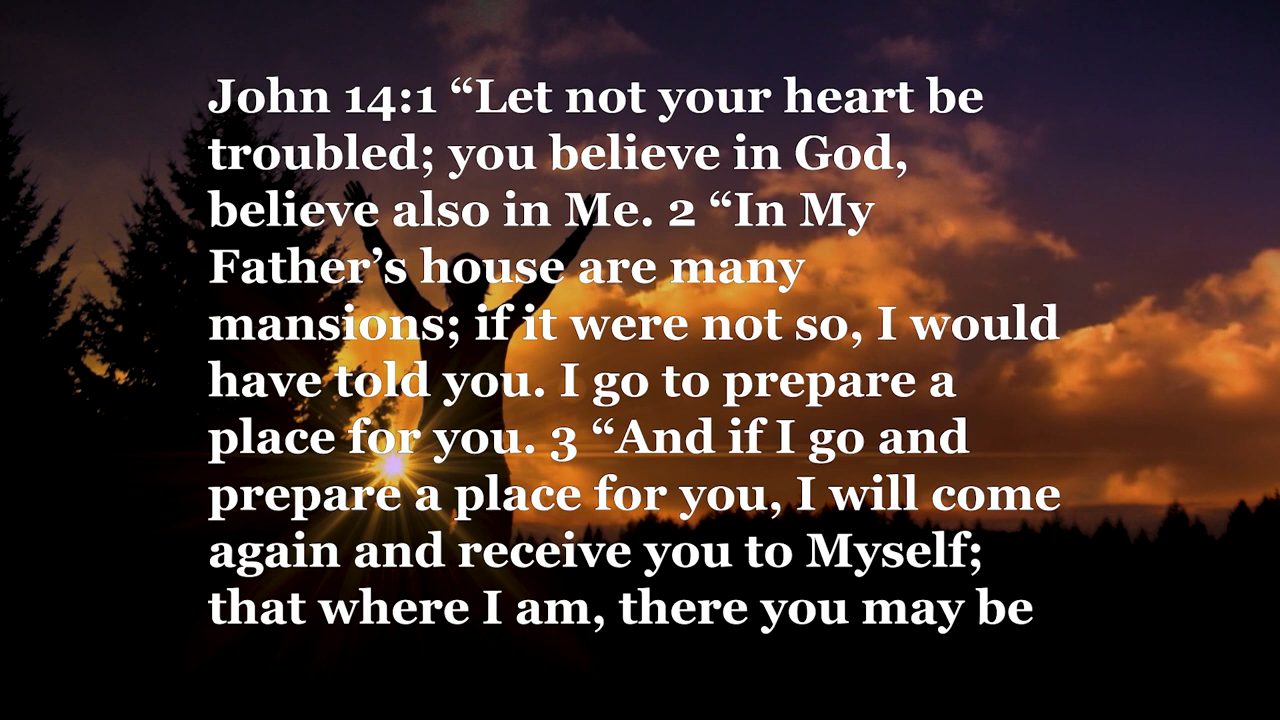 John 14:1 “Let not your heart be
troubled; you believe in God,
believe also in Me. 2 “In My
Father’s house are many
mansions; if it were not so, I would
have told you. I go to prepare a
place for you. 3 “And if I go and
prepare a place for you, I will come
again and receive you to Myself;
that where I am, there you may be